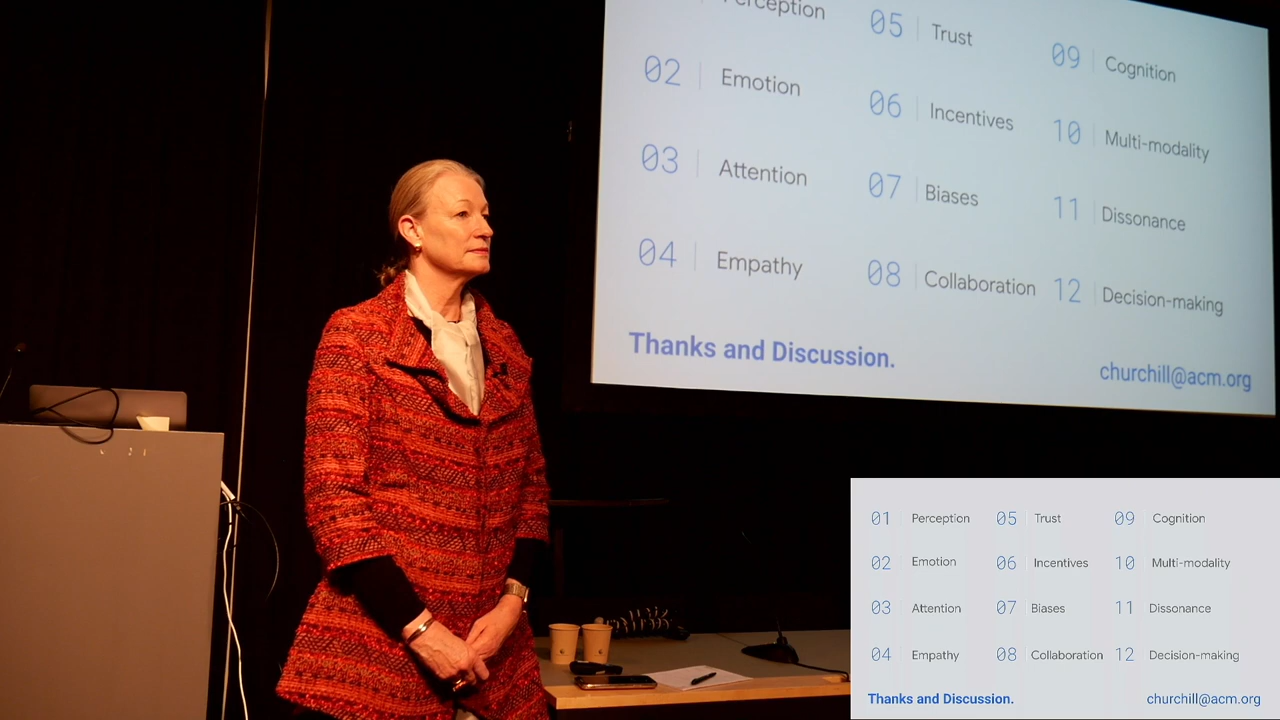 Perception
05 Trust
09 Cognition
02 Emotion
06 Incentives
10 Multi-modality
03 Attention
07 Biases
11 Dissonance
04 Empathy
08 Collaboration
12 Decision-making
Thanks and Discussion.
churchill@acm.org
01 Perception 05 Trust 09 Cognition
02 Emotion 06 Incentives 10 Multi-modality
03 Attention 07 Biases 11 Dissonance
04 Empathy 08 Collaboration 12 Decision-making
Thanks and Discussion. churchill@acm.org